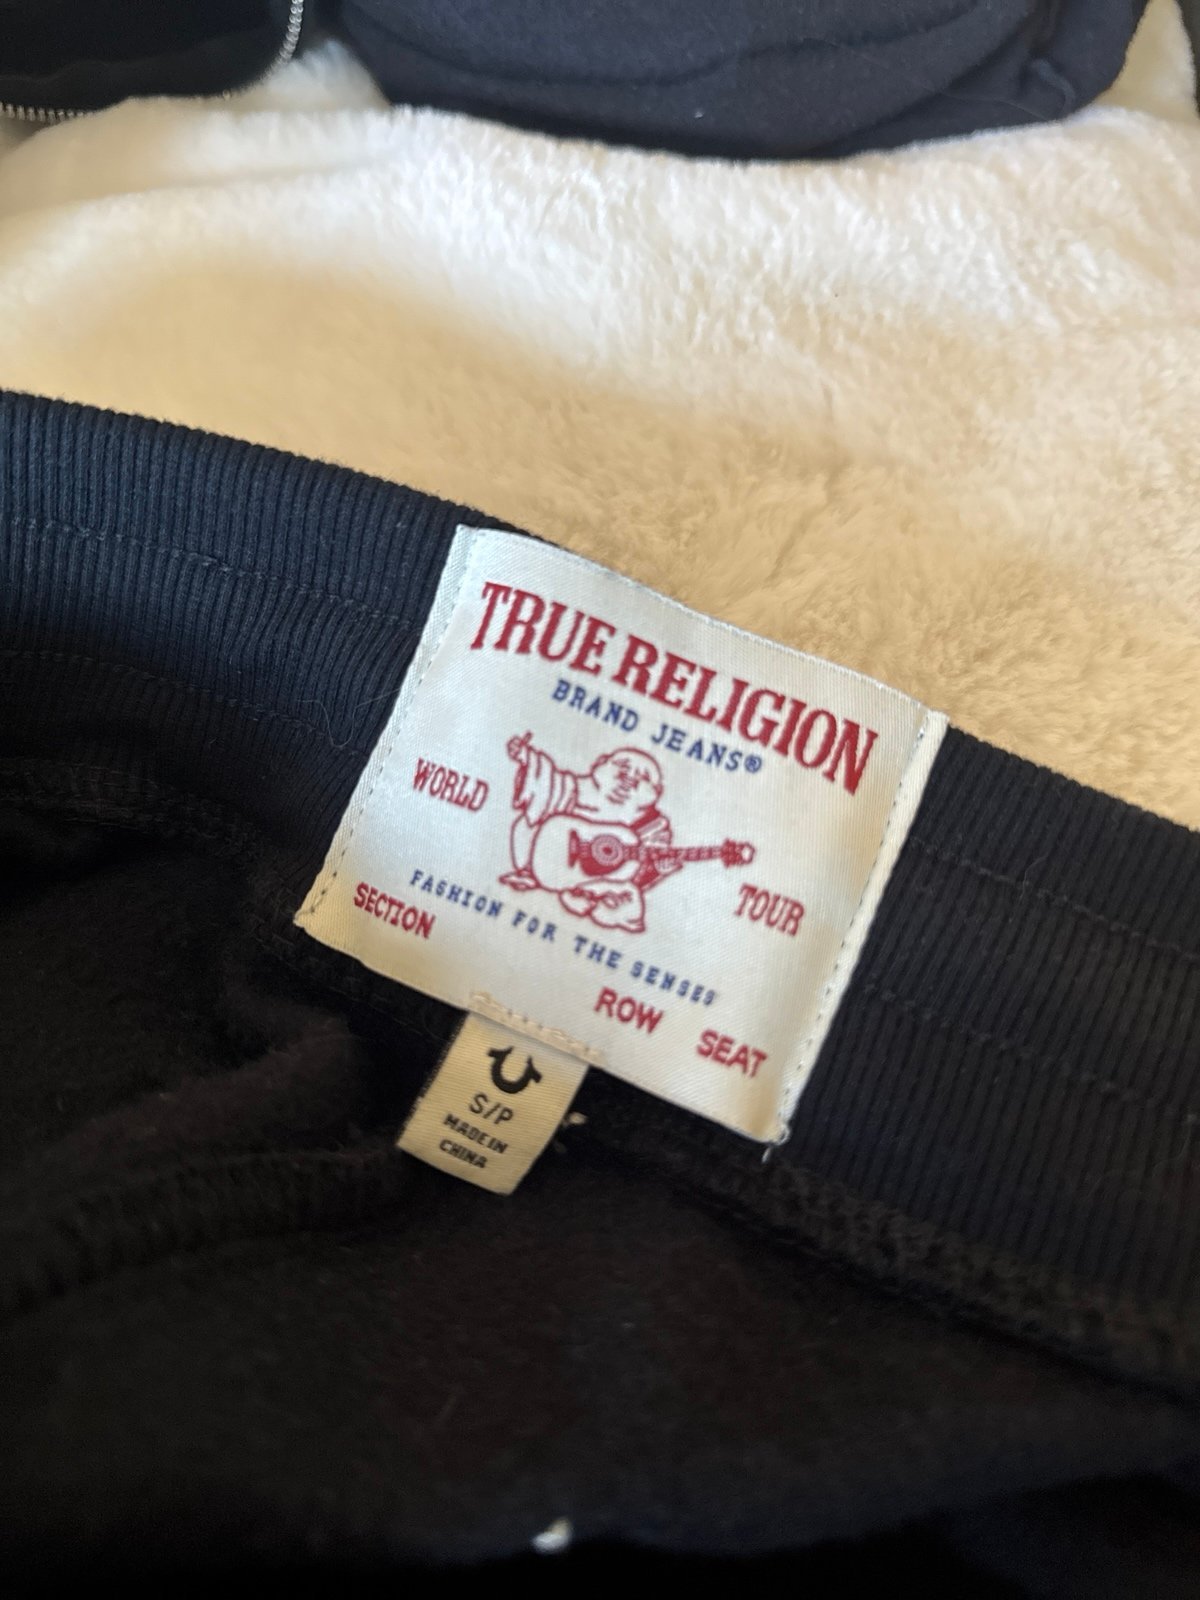 TRUE RELIGION
BRAND JEANS®
WORLD TOUR
FASHION FOR THE SENSES
SECTION ROW SEAT
S/P
MADE IN
CHINA